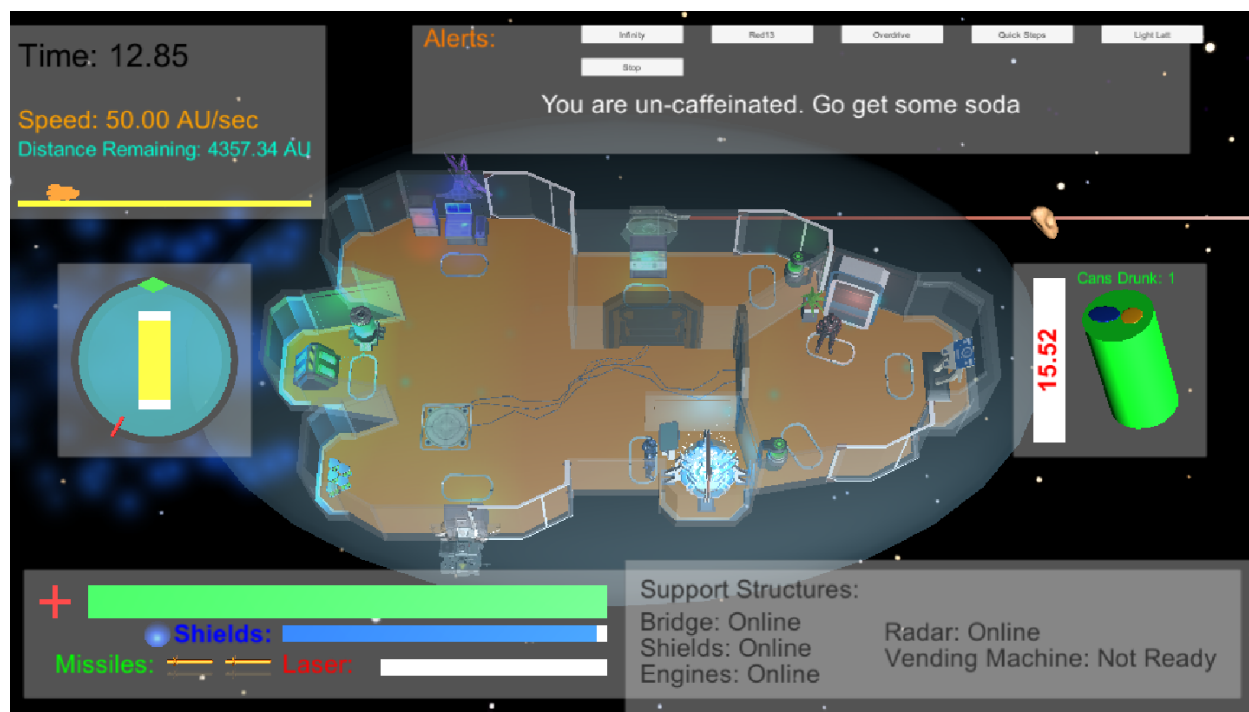 Time: 12.85
Speed: 50.00 AU/sec
Distance Remaining: 4357.34 AU
Alerts:
Infinity
Red13
Overdrive
Quick Steps
Light Leit
Stop
You are un-caffeinated. Go get some soda
Cans Drunk: 1
15.52
Shields:
Missiles:
Laser:
Support Structures:
Bridge: Online
Shields: Online
Engines: Online
Radar: Online
Vending Machine: Not Ready